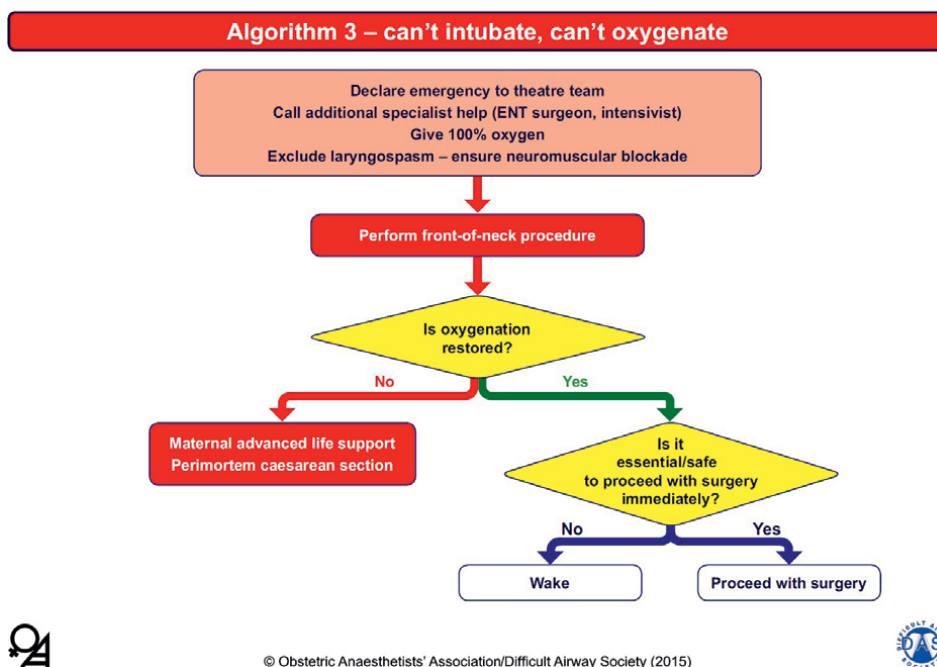 Algorithm 3 – can't intubate, can't oxygenate
Declare emergency to theatre team
Call additional specialist help (ENT surgeon, intensivist)
Give 100% oxygen
Exclude laryngospasm – ensure neuromuscular blockade
Perform front-of-neck procedure
Is oxygenation
restored?
No
Yes
Maternal advanced life support
Perimortem caesarean section
Is it
essential/safe
to proceed with surgery
immediately?
No
Yes
Wake
Proceed with surgery
© Obstetric Anaesthetists' Association/Difficult Airway Society (2015)
DAS